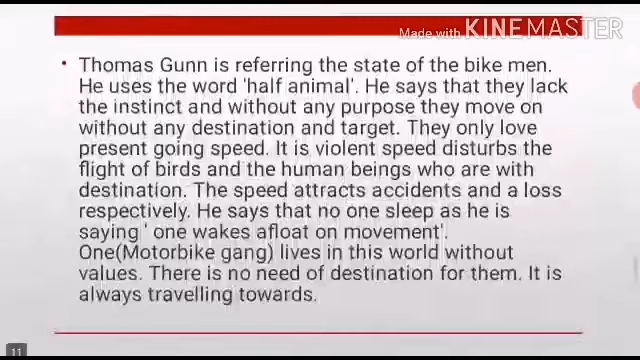 Made with KINEMASTER
• Thomas Gunn is referring the state of the bike men.
He uses the word 'half animal'. He says that they lack
the instinct and without any purpose they move on
without any destination and target. They only love
present going speed. It is violent speed disturbs the
flight of birds and the human beings who are with
destination. The speed attracts accidents and a loss
respectively. He says that no one sleep as he is
saying ' one wakes afloat on movement'.
One(Motorbike gang) lives in this world without
values. There is no need of destination for them. It is
always travelling towards.
11